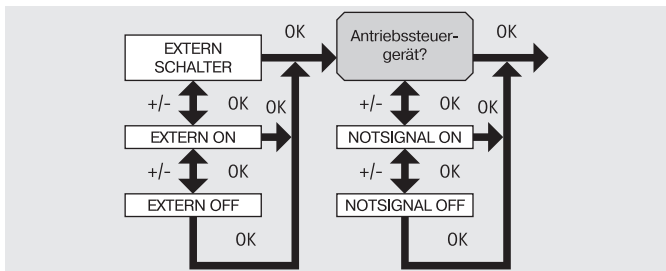 OK
OK
EXTERN
SCHALTER
Antriebssteuer-
gerät?
+/-
OK
OK
+/-
OK
OK
EXTERN ON
NOTSIGNAL ON
+/-
OK
+/-
OK
EXTERN OFF
NOTSIGNAL OFF
OK
OK